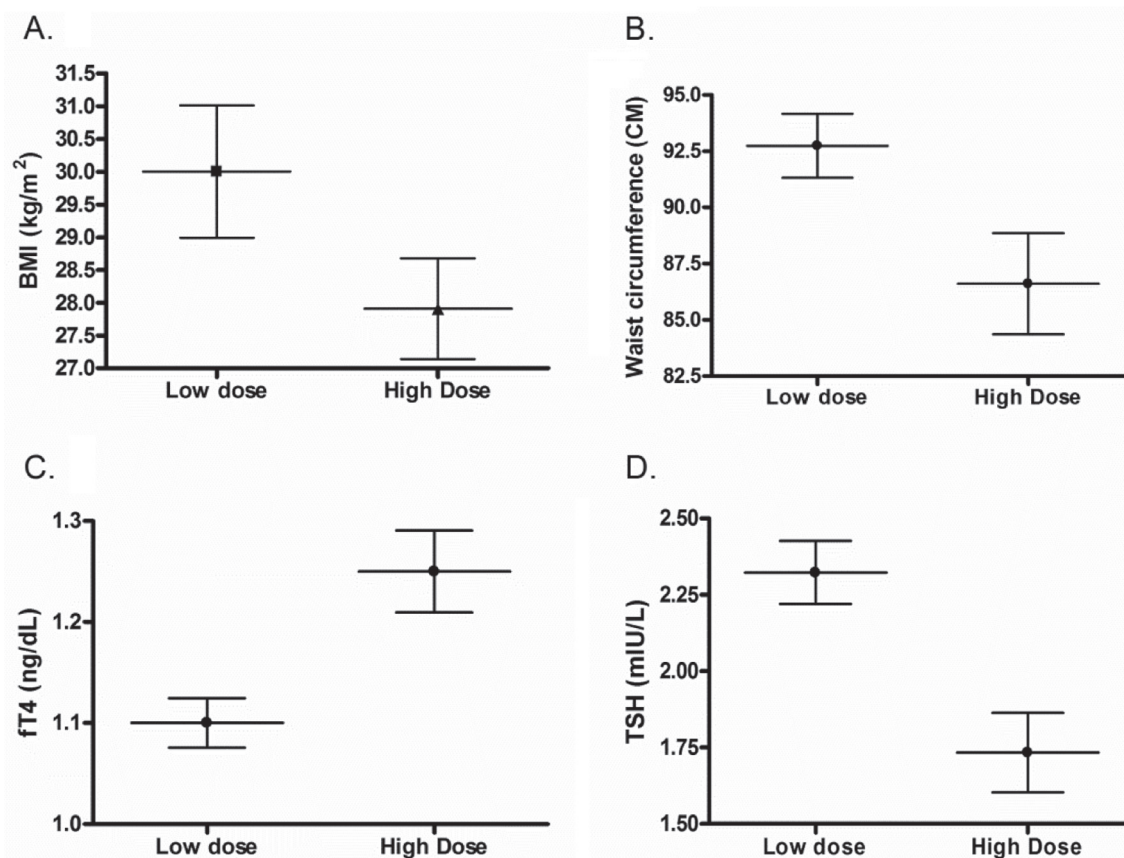 A.
BMI (kg/m²)
31.5
31.0
30.5
30.0
29.5
29.0
28.5
28.0
27.5
27.0
Low dose
High Dose
B.
Waist circumference (CM)
95.0
92.5
90.0
87.5
85.0
82.5
Low dose
High Dose
C.
fT4 (ng/dL)
1.3
1.2
1.1
1.0
Low dose
High Dose
D.
TSH (mIU/L)
2.50
2.25
2.00
1.75
1.50
Low dose
High Dose